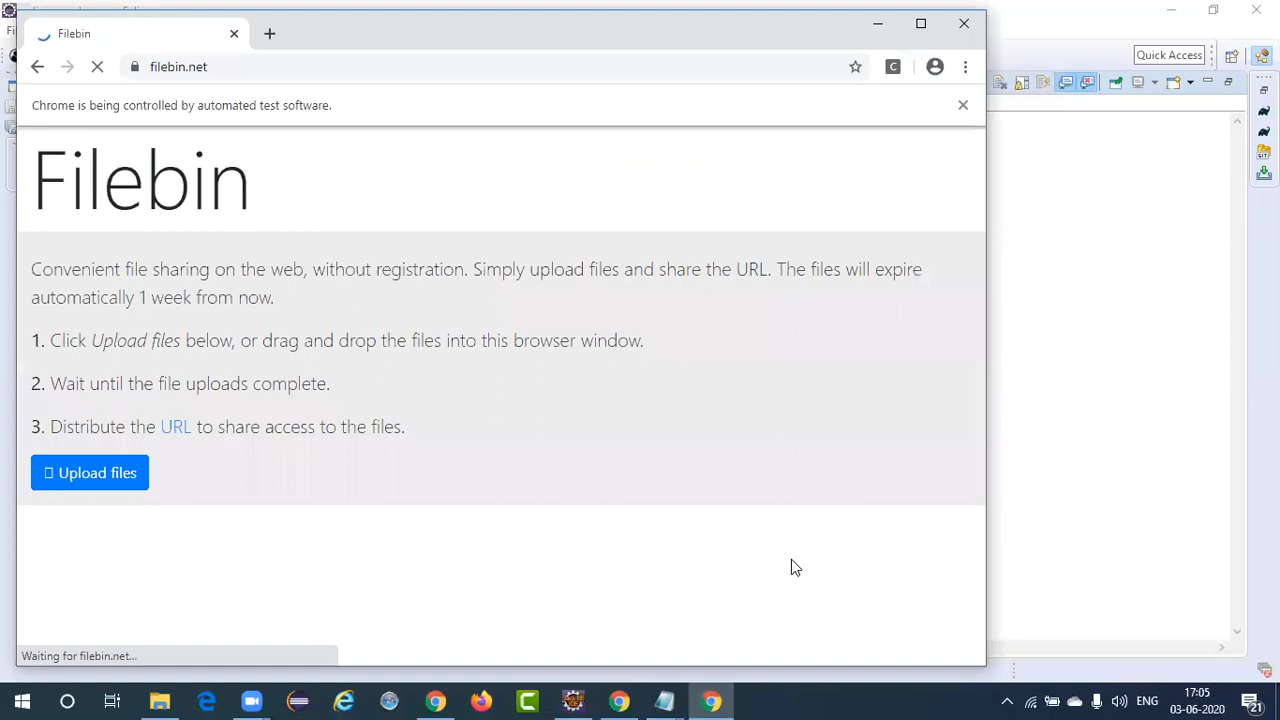 Filebin
Quick Access
filebin.net
Chrome is being controlled by automated test software.
Filebin
Convenient file sharing on the web, without registration. Simply upload files and share the URL. The files will expire
automatically 1 week from now.
1. Click Upload files below, or drag and drop the files into this browser window.
2. Wait until the file uploads complete.
3. Distribute the URL to share access to the files.
Upload files
Waiting for filebin.net...
ENG
17:05
03-06-2020
21